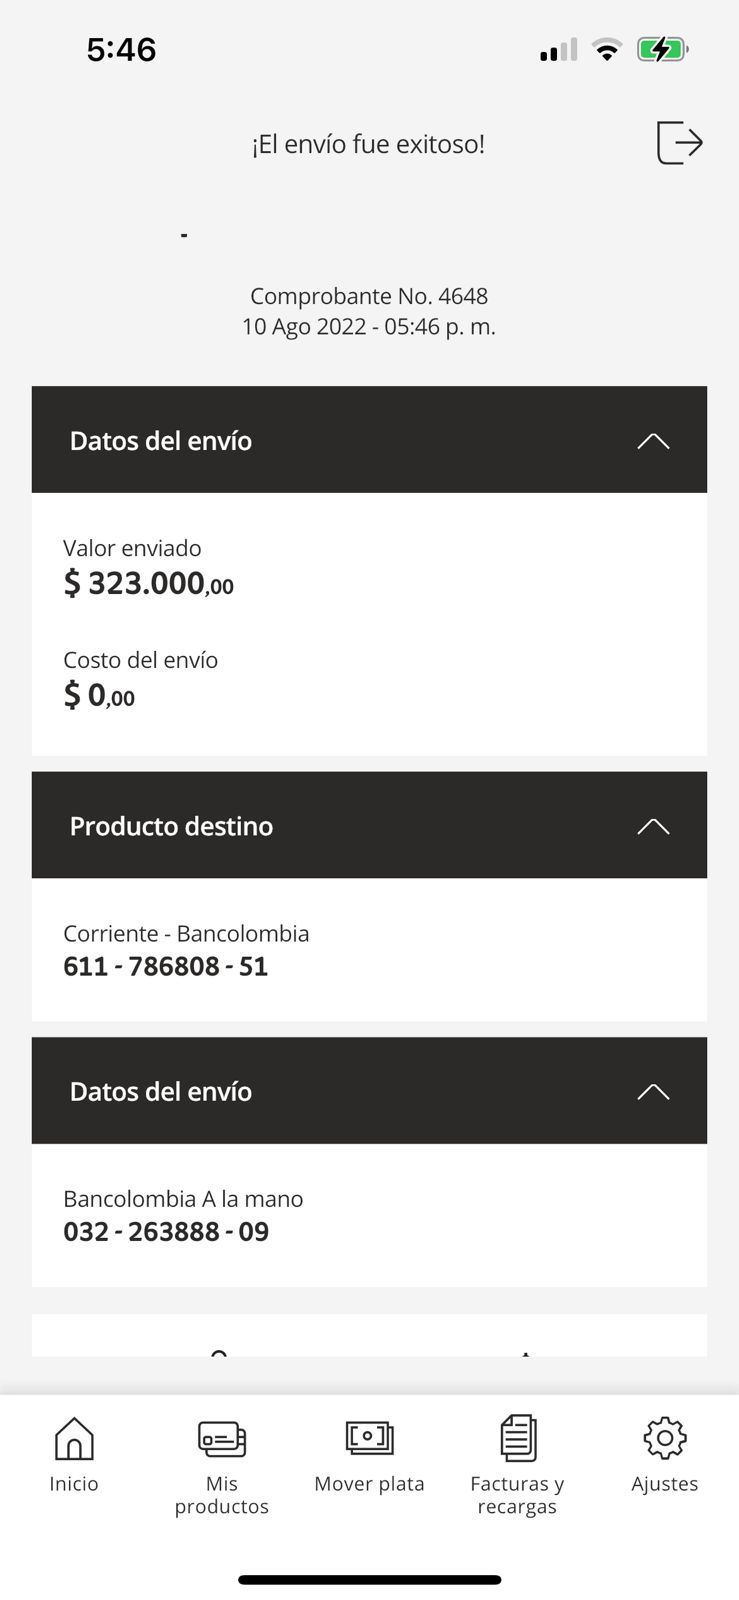 5:46
¡El envío fue exitoso!
-
Comprobante No. 4648
10 Ago 2022 - 05:46 p. m.
Datos del envío
Valor enviado
$ 323.000,00
Costo del envío
$ 0,00
Producto destino
Corriente - Bancolombia
611 - 786808 - 51
Datos del envío
Bancolombia A la mano
032 - 263888 - 09
Inicio
Mis
productos
Mover plata
Facturas y
recargas
Ajustes